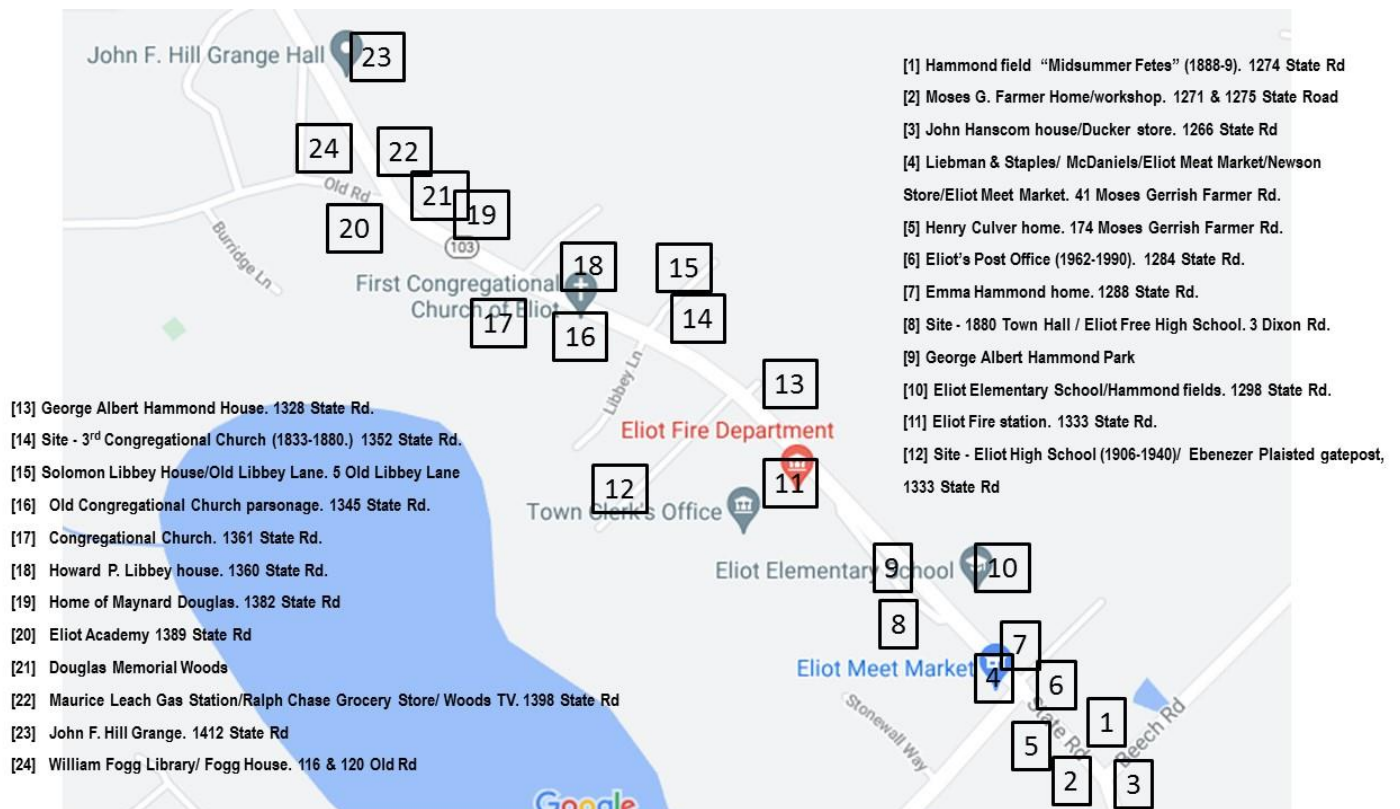 John F. Hill Grange Hall
23
24
22
Old Rd
21
19
20
Burridge Ln
103
18
15
First Congregational
Church of Eliot
17
16
14
Libbey Ln
13
Eliot Fire Department
12
11
Town Clerk's Office
Eliot Elementary School
9
10
8
7
Eliot Meet Market
4
6
Stonewall Way
State Rd
1
Beech Rd
5
2
3
Google
[1] Hammond field “Midsummer Fetes” (1888-9). 1274 State Rd
[2] Moses G. Farmer Home/workshop. 1271 & 1275 State Road
[3] John Hanscom house/Ducker store. 1266 State Rd
[4] Liebman & Staples/ McDaniels/Eliot Meat Market/Newson
Store/Eliot Meet Market. 41 Moses Gerrish Farmer Rd.
[5] Henry Culver home. 174 Moses Gerrish Farmer Rd.
[6] Eliot’s Post Office (1962-1990). 1284 State Rd.
[7] Emma Hammond home. 1288 State Rd.
[8] Site - 1880 Town Hall / Eliot Free High School. 3 Dixon Rd.
[9] George Albert Hammond Park
[10] Eliot Elementary School/Hammond fields. 1298 State Rd.
[11] Eliot Fire station. 1333 State Rd.
[12] Site - Eliot High School (1906-1940)/ Ebenezer Plaisted gatepost,
1333 State Rd
[13] George Albert Hammond House. 1328 State Rd.
[14] Site - 3rd Congregational Church (1833-1880.) 1352 State Rd.
[15] Solomon Libbey House/Old Libbey Lane. 5 Old Libbey Lane
[16] Old Congregational Church parsonage. 1345 State Rd.
[17] Congregational Church. 1361 State Rd.
[18] Howard P. Libbey house. 1360 State Rd.
[19] Home of Maynard Douglas. 1382 State Rd
[20] Eliot Academy 1389 State Rd
[21] Douglas Memorial Woods
[22] Maurice Leach Gas Station/Ralph Chase Grocery Store/ Woods TV. 1398 State Rd
[23] John F. Hill Grange. 1412 State Rd
[24] William Fogg Library/ Fogg House. 116 & 120 Old Rd